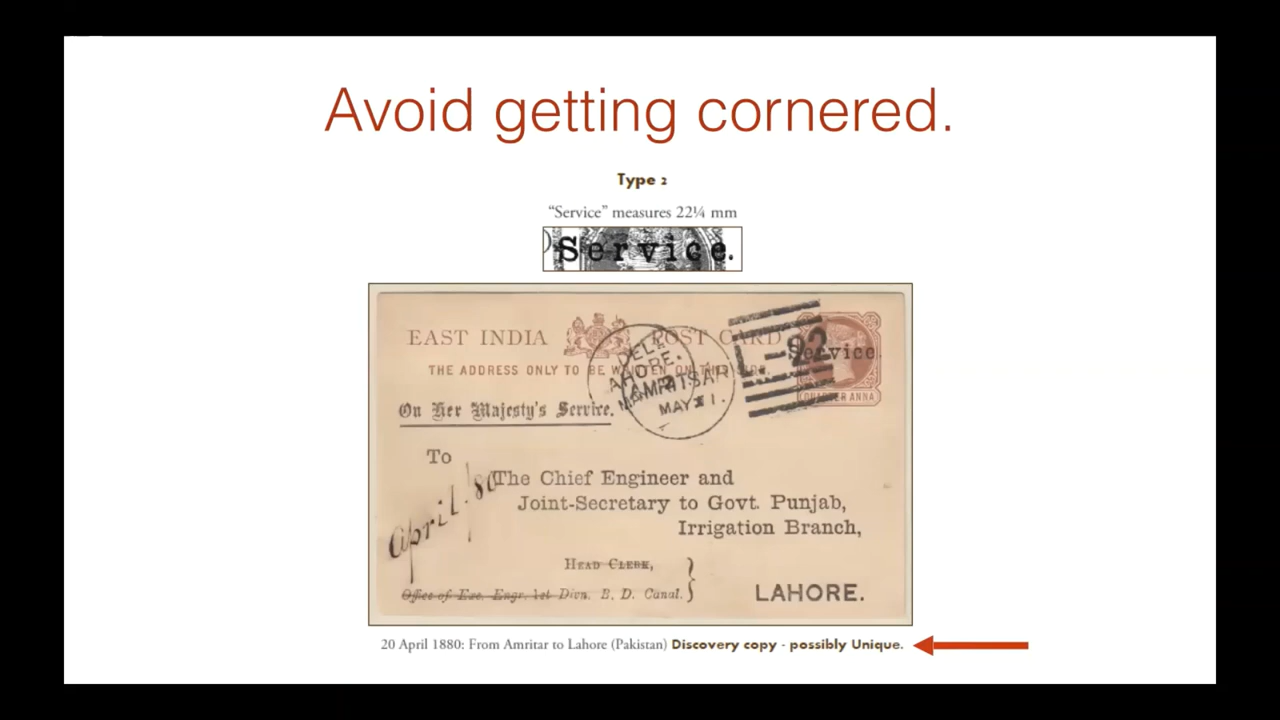 Avoid getting cornered.
Type 2
“Service” measures 22¼ mm
Service.
EAST INDIA POST CARD
THE ADDRESS ONLY TO BE WRITTEN ON THIS SIDE.
Service.
L-22
QUARTER ANNA
AMRITSAR
MAY 1.
On Her Majesty's Service.
To
April '80
The Chief Engineer and
Joint-Secretary to Govt. Punjab,
Irrigation Branch,
HEAD CLERK,
Office of Exe. Engr. 1st Divn. B. D. Canal.
LAHORE.
20 April 1880: From Amritar to Lahore (Pakistan) Discovery copy - possibly Unique.